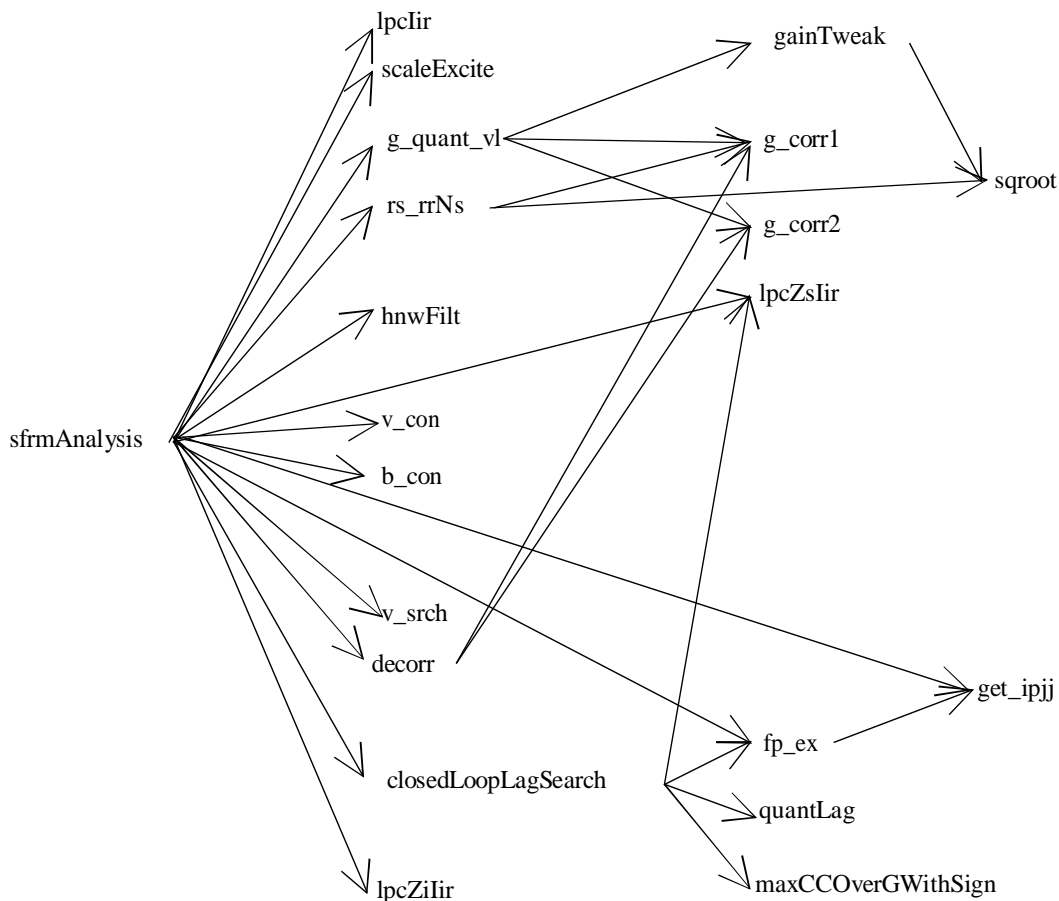 lpcIir
scaleExcite
g_quant_vl
rs_rrNs
hnwFilt
sfrmAnalysis
v_con
b_con
v_srch
decorr
closedLoopLagSearch
lpcZiIir
gainTweak
g_corr1
g_corr2
lpcZsIir
fp_ex
quantLag
maxCCOverGWithSign
sqroot
get_ipjj